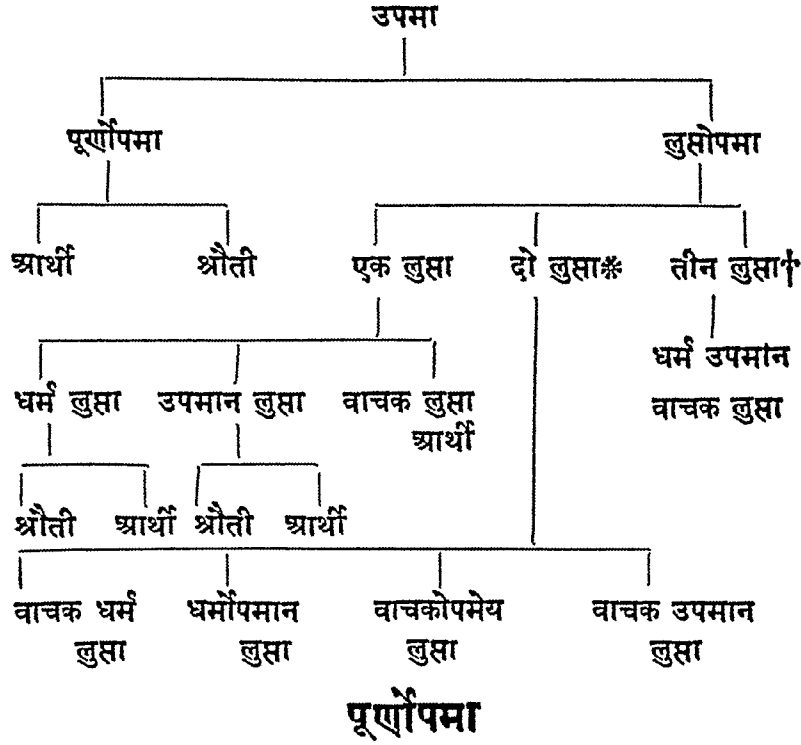 उपमा
पूर्णोपमा लुप्तोपमा
आर्थी श्रौती एक लुप्ता दो लुप्ता* तीन लुप्ता†
धर्म उपमान
धर्म लुप्ता उपमान लुप्ता वाचक लुप्ता वाचक लुप्ता
आर्थी
श्रौती आर्थी श्रौती आर्थी
वाचक धर्म धर्मोपमान वाचकोपमेय वाचक उपमान
लुप्ता लुप्ता लुप्ता लुप्ता
पूर्णोपमा